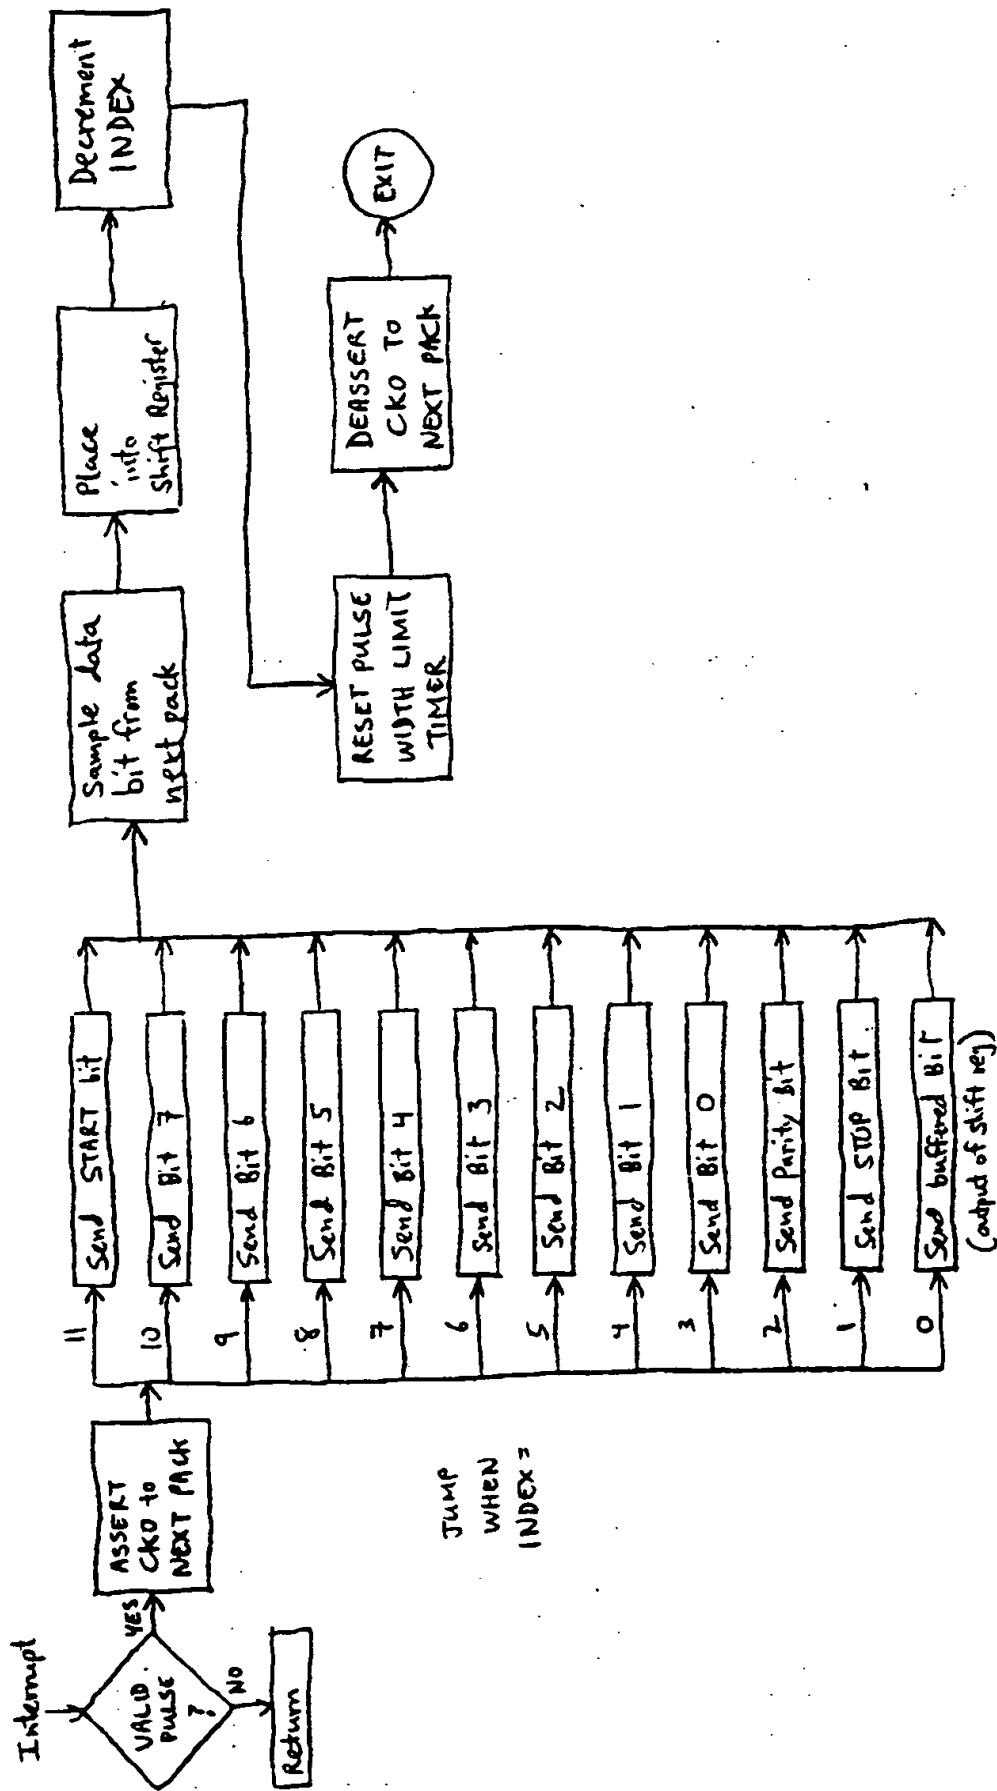 Interrupt
VALID
PULSE
?
YES
NO
Return
ASSERT
CKO to
NEXT PACK
JUMP
WHEN
INDEX =
11
Send START bit
10
Send Bit 7
9
Send Bit 6
8
Send Bit 5
7
Send Bit 4
6
Send Bit 3
5
Send Bit 2
4
Send Bit 1
3
Send Bit 0
2
Send Parity Bit
1
Send STOP Bit
0
Send buffered Bit
(output of shift reg)
Sample data
bit from
next pack
Place
into
Shift Register
Decrement
INDEX
RESET PULSE
WIDTH LIMIT
TIMER
DEASSERT
CKO TO
NEXT PACK
EXIT